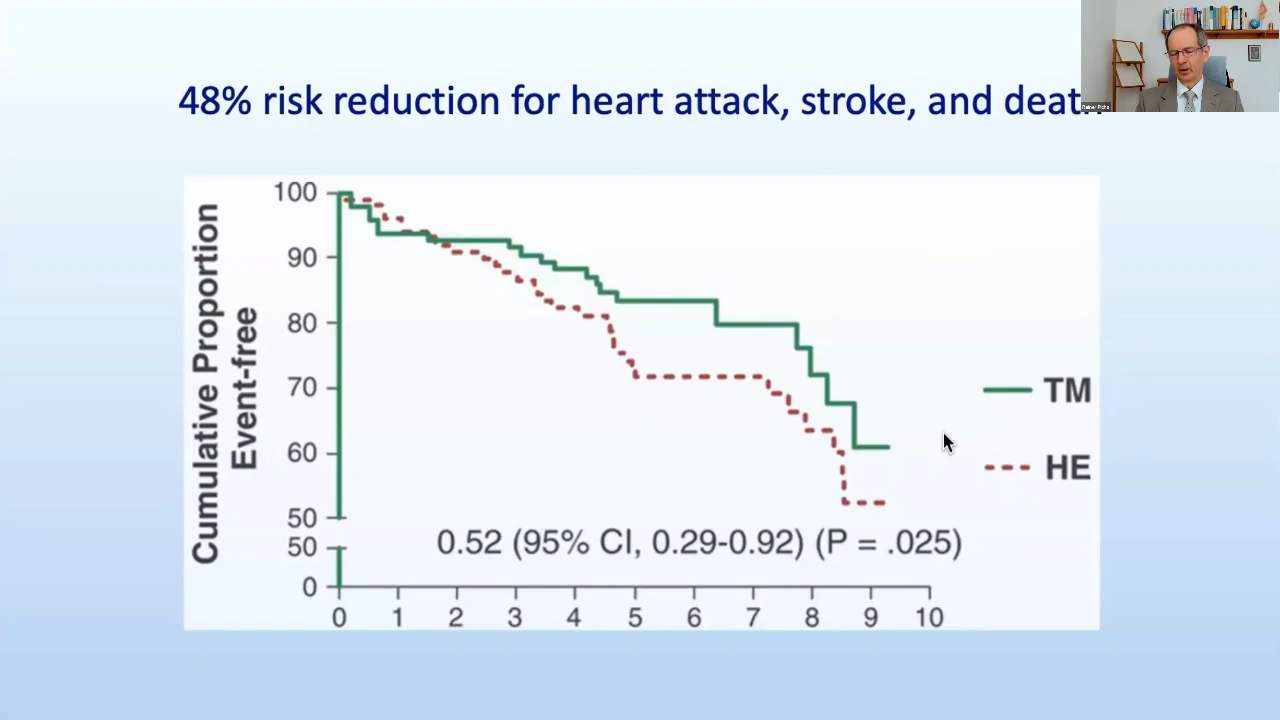 48% risk reduction for heart attack, stroke, and death
100
90
80
70
60
50
50
0
Cumulative Proportion
Event-free
TM
HE
0.52 (95% CI, 0.29-0.92) (P = .025)
0 1 2 3 4 5 6 7 8 9 10